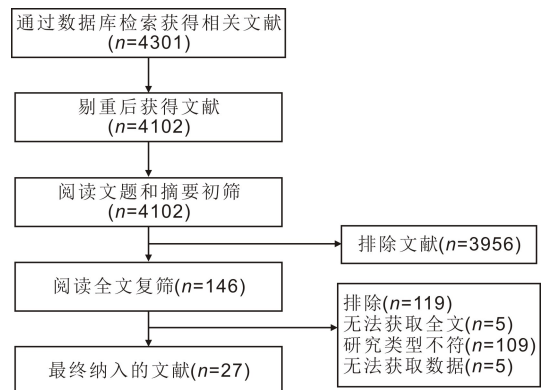 通过数据库检索获得相关文献
(n=4301)
剔重后获得文献
(n=4102)
阅读文题和摘要初筛
(n=4102)
排除文献(n=3956)
阅读全文复筛(n=146)
排除(n=119)
无法获取全文(n=5)
研究类型不符(n=109)
无法获取数据(n=5)
最终纳入的文献(n=27)